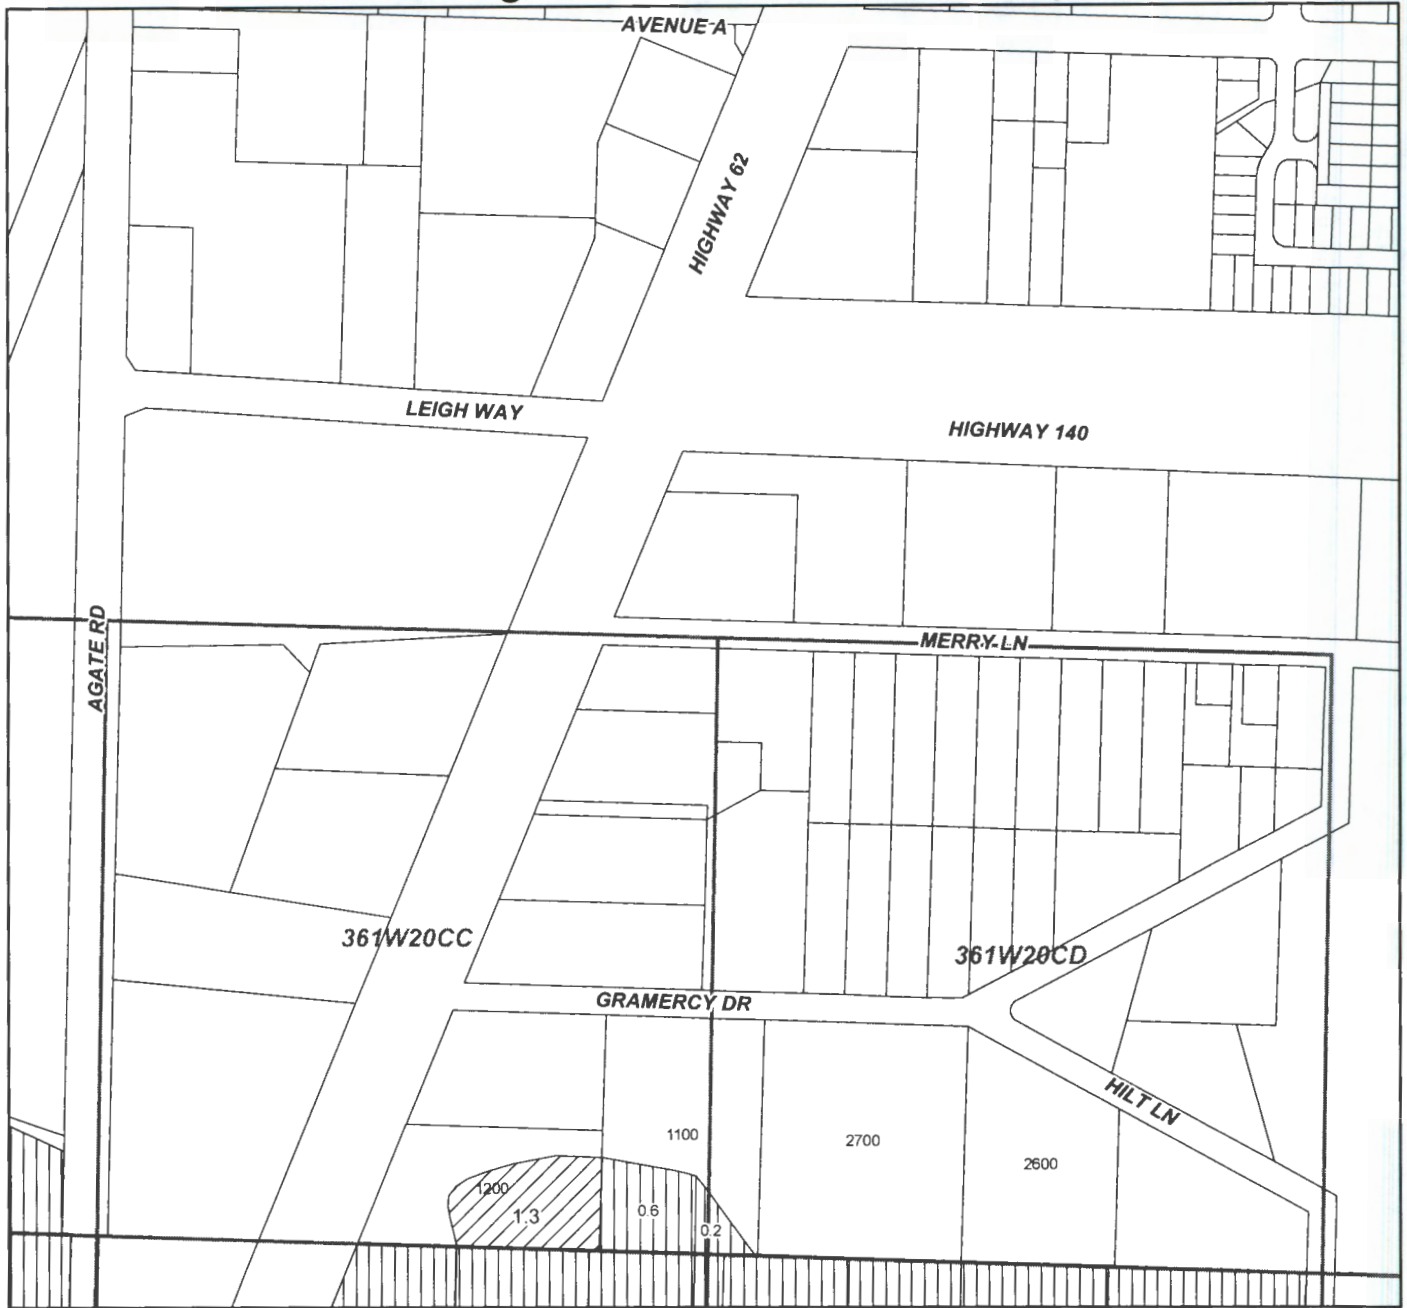 AVENUE A
HIGHWAY 62
LEIGH WAY
HIGHWAY 140
AGATE RD
MERRY LN
361W20CC
361W20CD
GRAMERCY DR
HILT LN
1100
2700
2600
1200
1.3
0.6
0.2